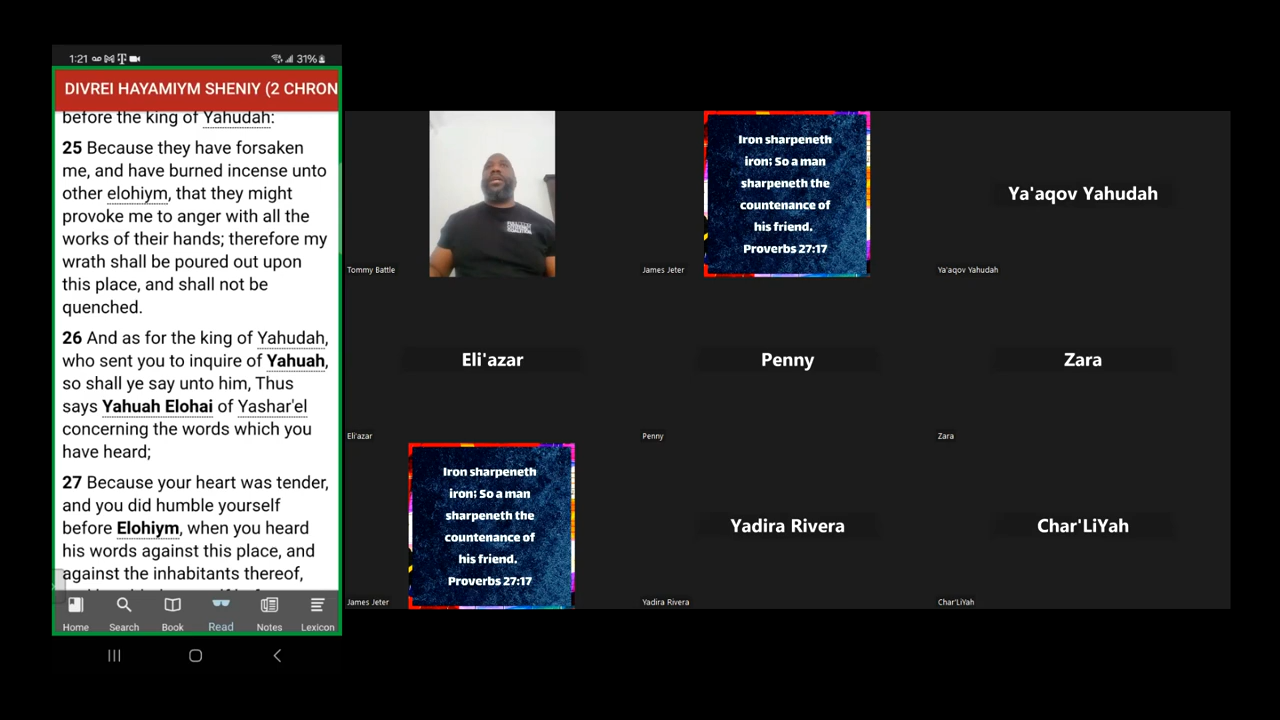 1:21
31%
DIVREI HAYAMIYM SHENIY (2 CHRON
before the king of Yahudah:
25 Because they have forsaken
me, and have burned incense unto
other elohiym, that they might
provoke me to anger with all the
works of their hands; therefore my
wrath shall be poured out upon
this place, and shall not be
quenched.
26 And as for the king of Yahudah,
who sent you to inquire of Yahuah,
so shall ye say unto him, Thus
says Yahuah Elohai of Yashar'el
concerning the words which you
have heard;
27 Because your heart was tender,
and you did humble yourself
before Elohiym, when you heard
his words against this place, and
against the inhabitants thereof,
Home
Search
Book
Read
Notes
Lexicon
Tommy Battle
Iron sharpeneth
iron; So a man
sharpeneth the
countenance of
his friend.
Proverbs 27:17
James Jeter
Ya'aqov Yahudah
Ya'aqov Yahudah
Eli'azar
Eli'azar
Penny
Penny
Zara
Zara
Iron sharpeneth
iron; So a man
sharpeneth the
countenance of
his friend.
Proverbs 27:17
James Jeter
Yadira Rivera
Yadira Rivera
Char'LiYah
Char'LiYah